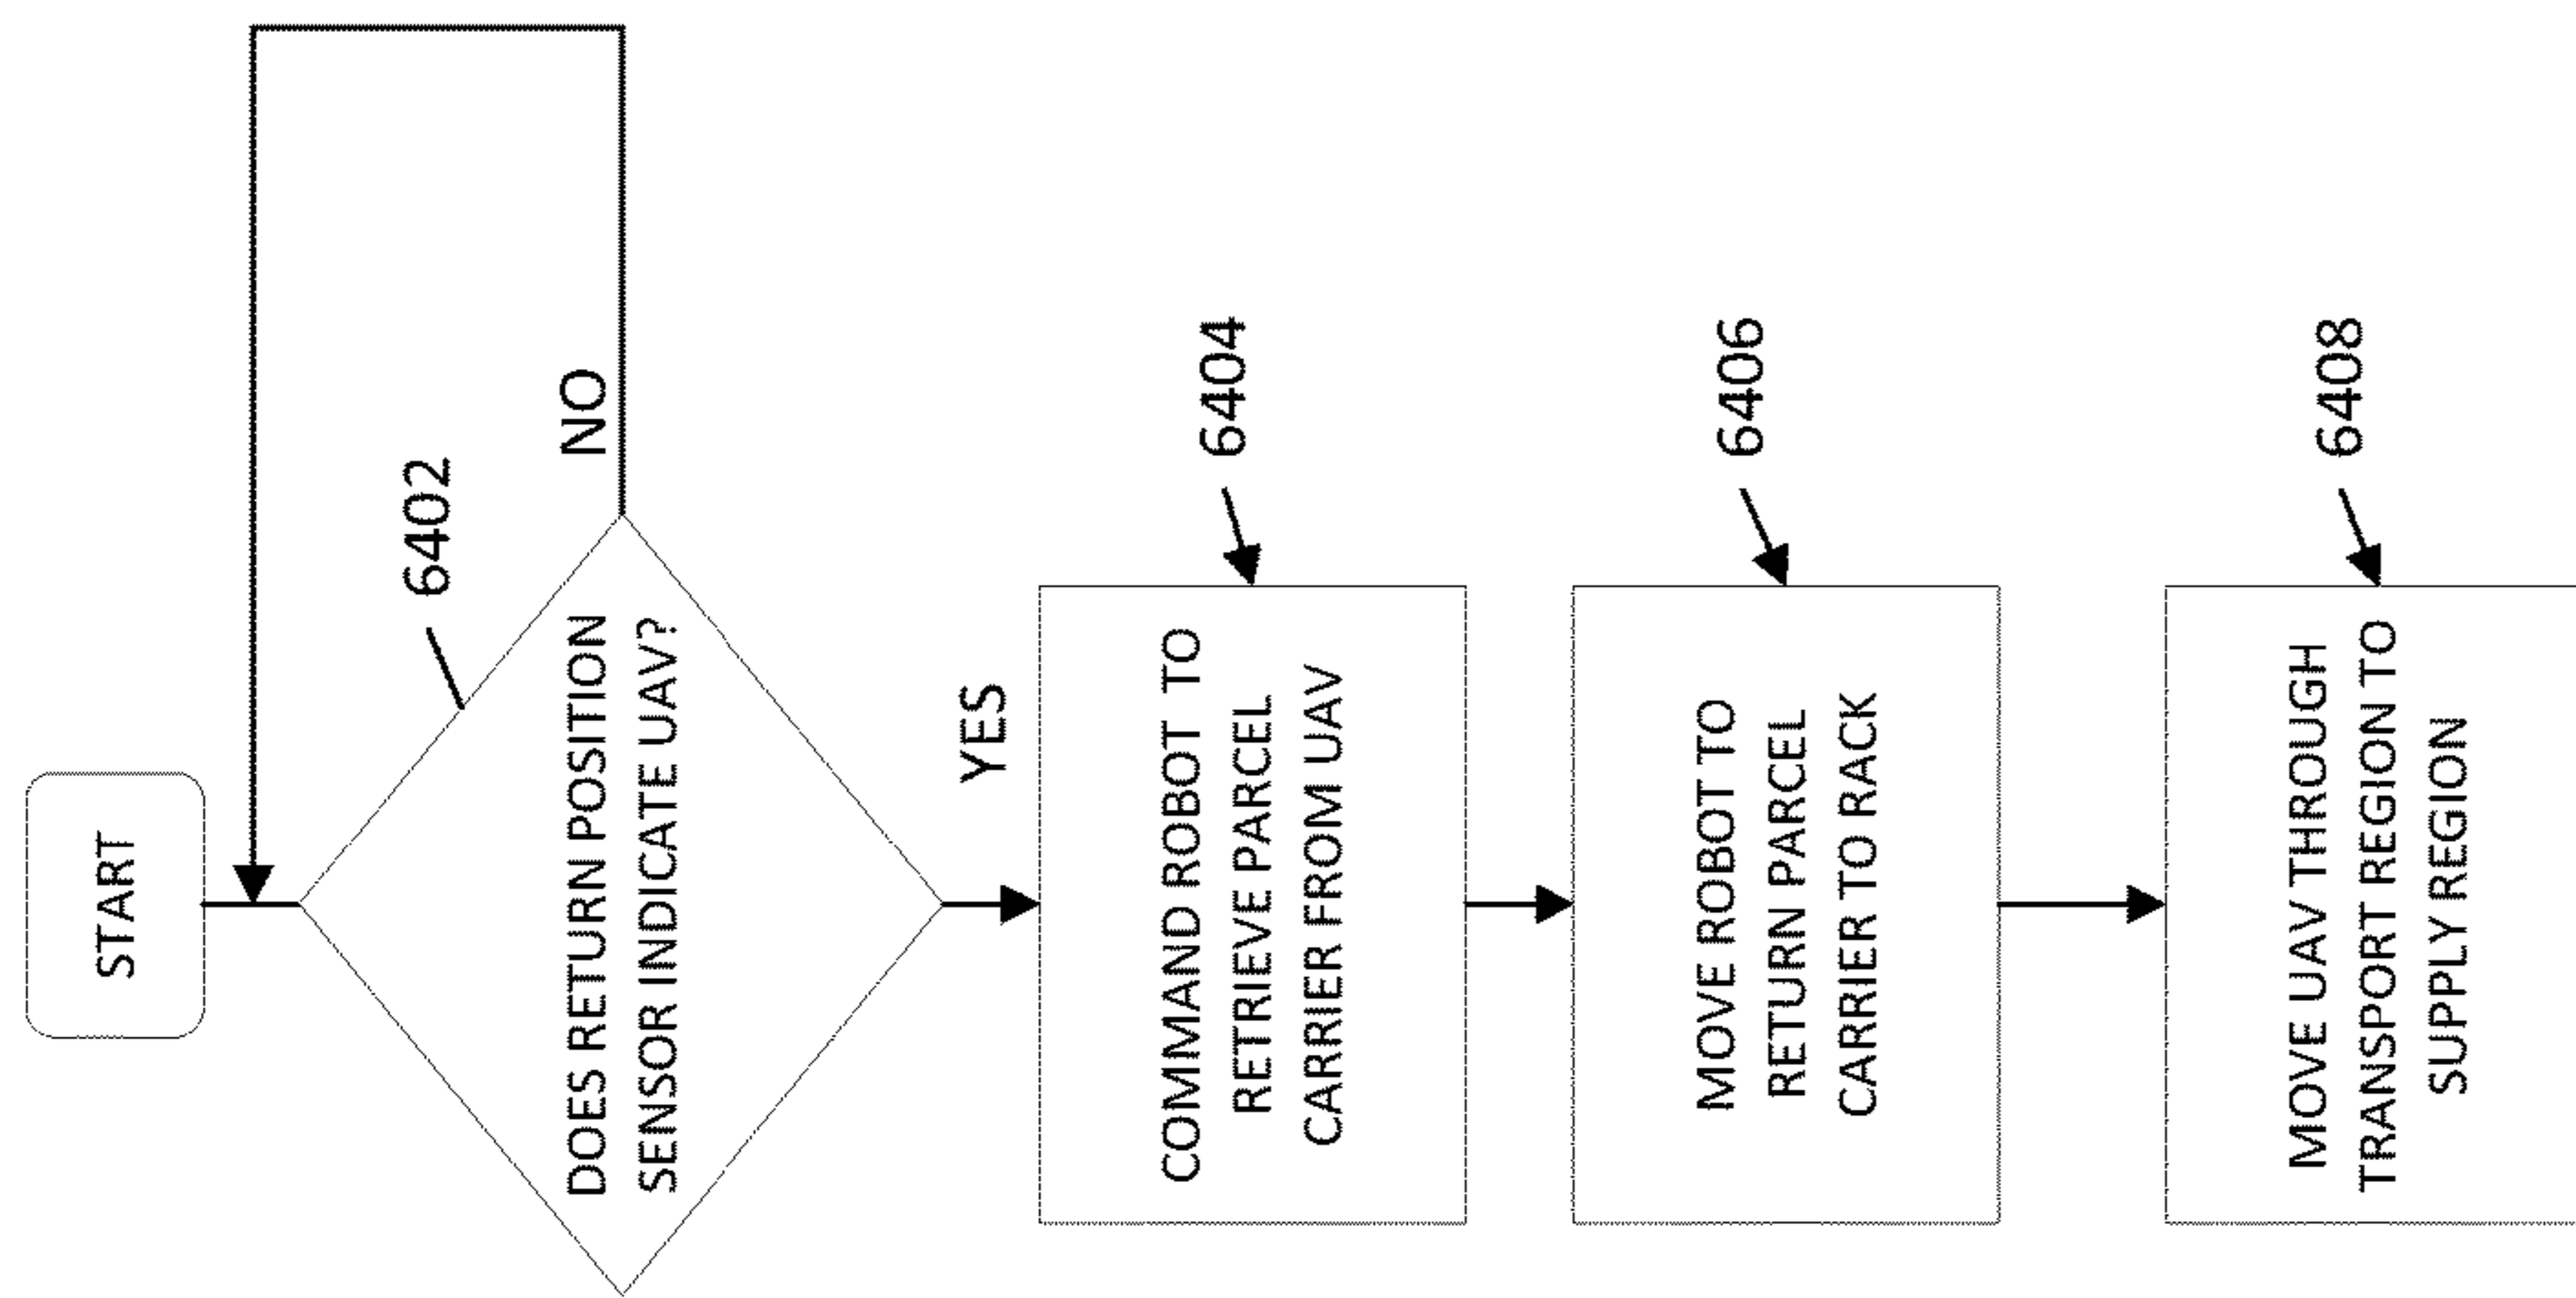 START
6402
DOES RETURN POSITION
SENSOR INDICATE UAV?
NO
YES
COMMAND ROBOT TO
RETRIEVE PARCEL
CARRIER FROM UAV
6404
MOVE ROBOT TO
RETURN PARCEL
CARRIER TO RACK
6406
MOVE UAV THROUGH
TRANSPORT REGION TO
SUPPLY REGION
6408